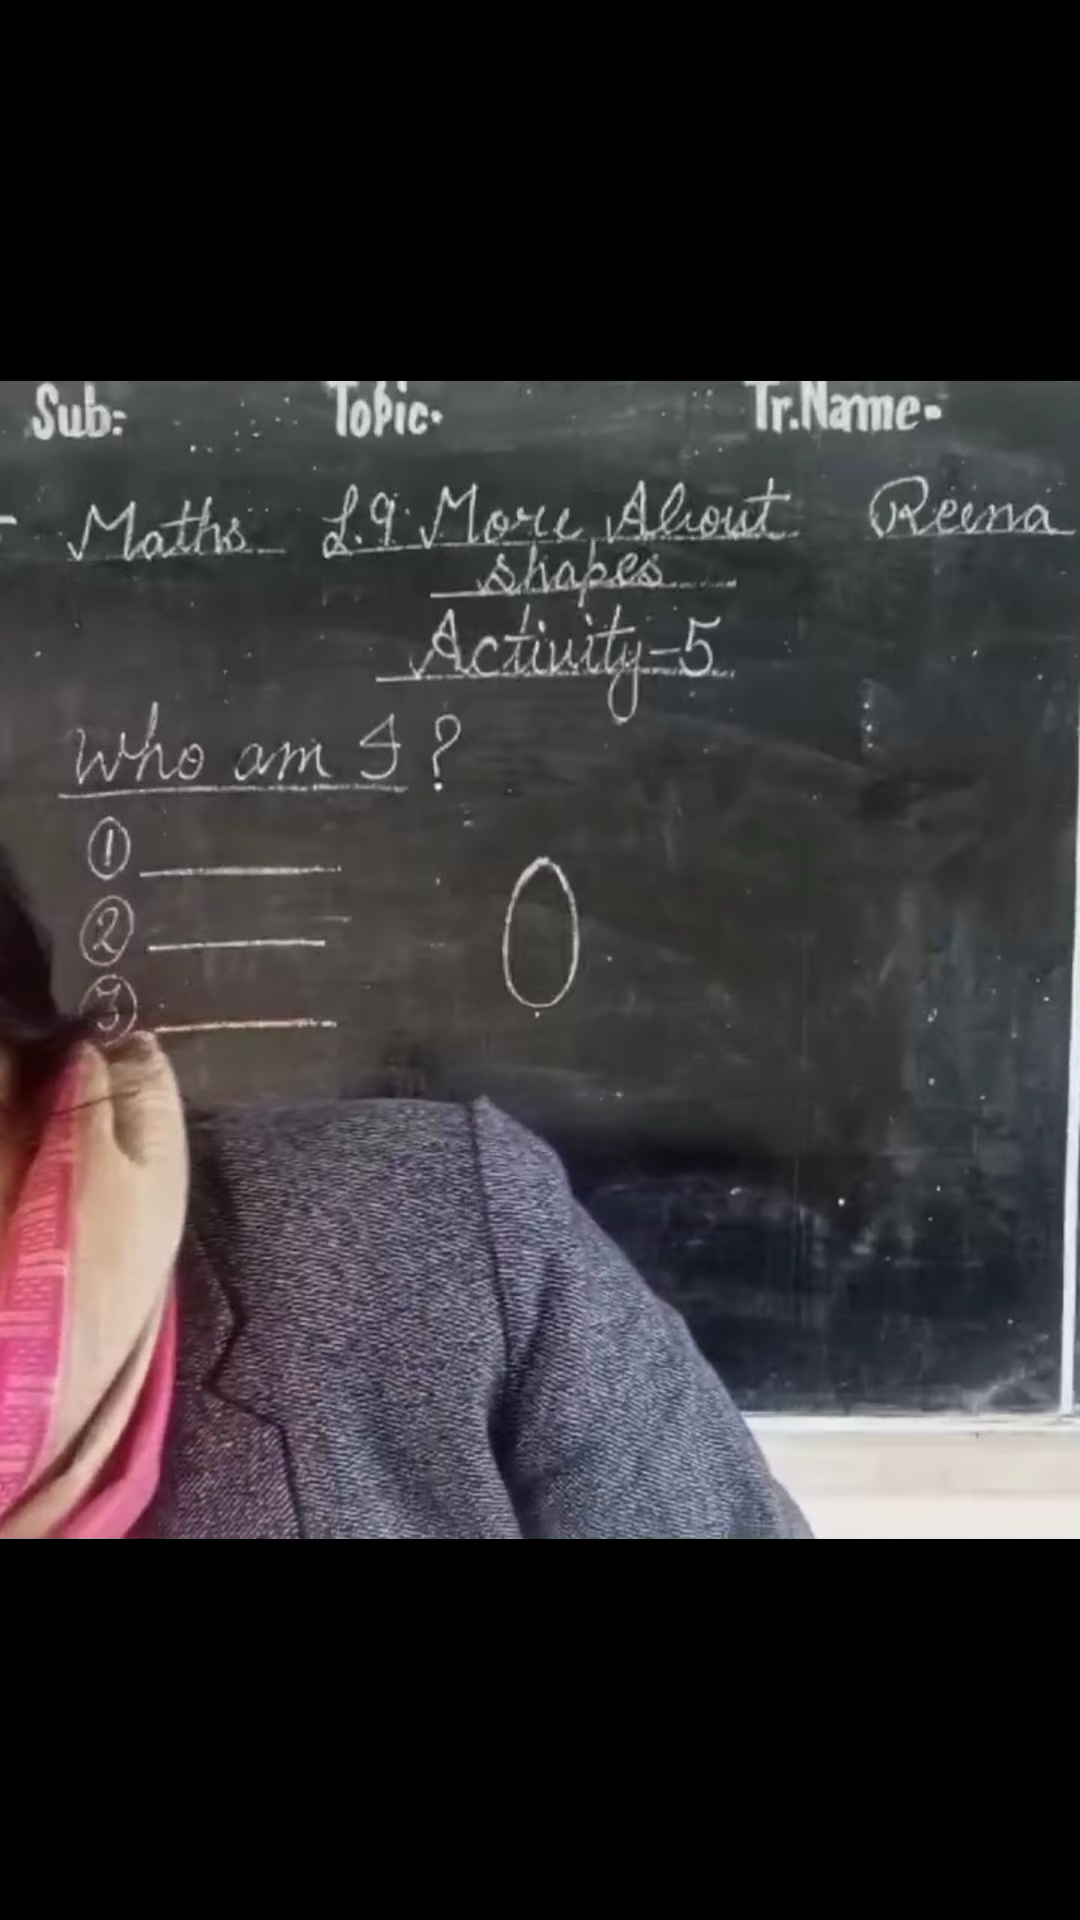 Sub:- Topic- Tr.Name-
Maths L.9. More About Reena
shapes
Activity-5
Who am I ?
1
2
3